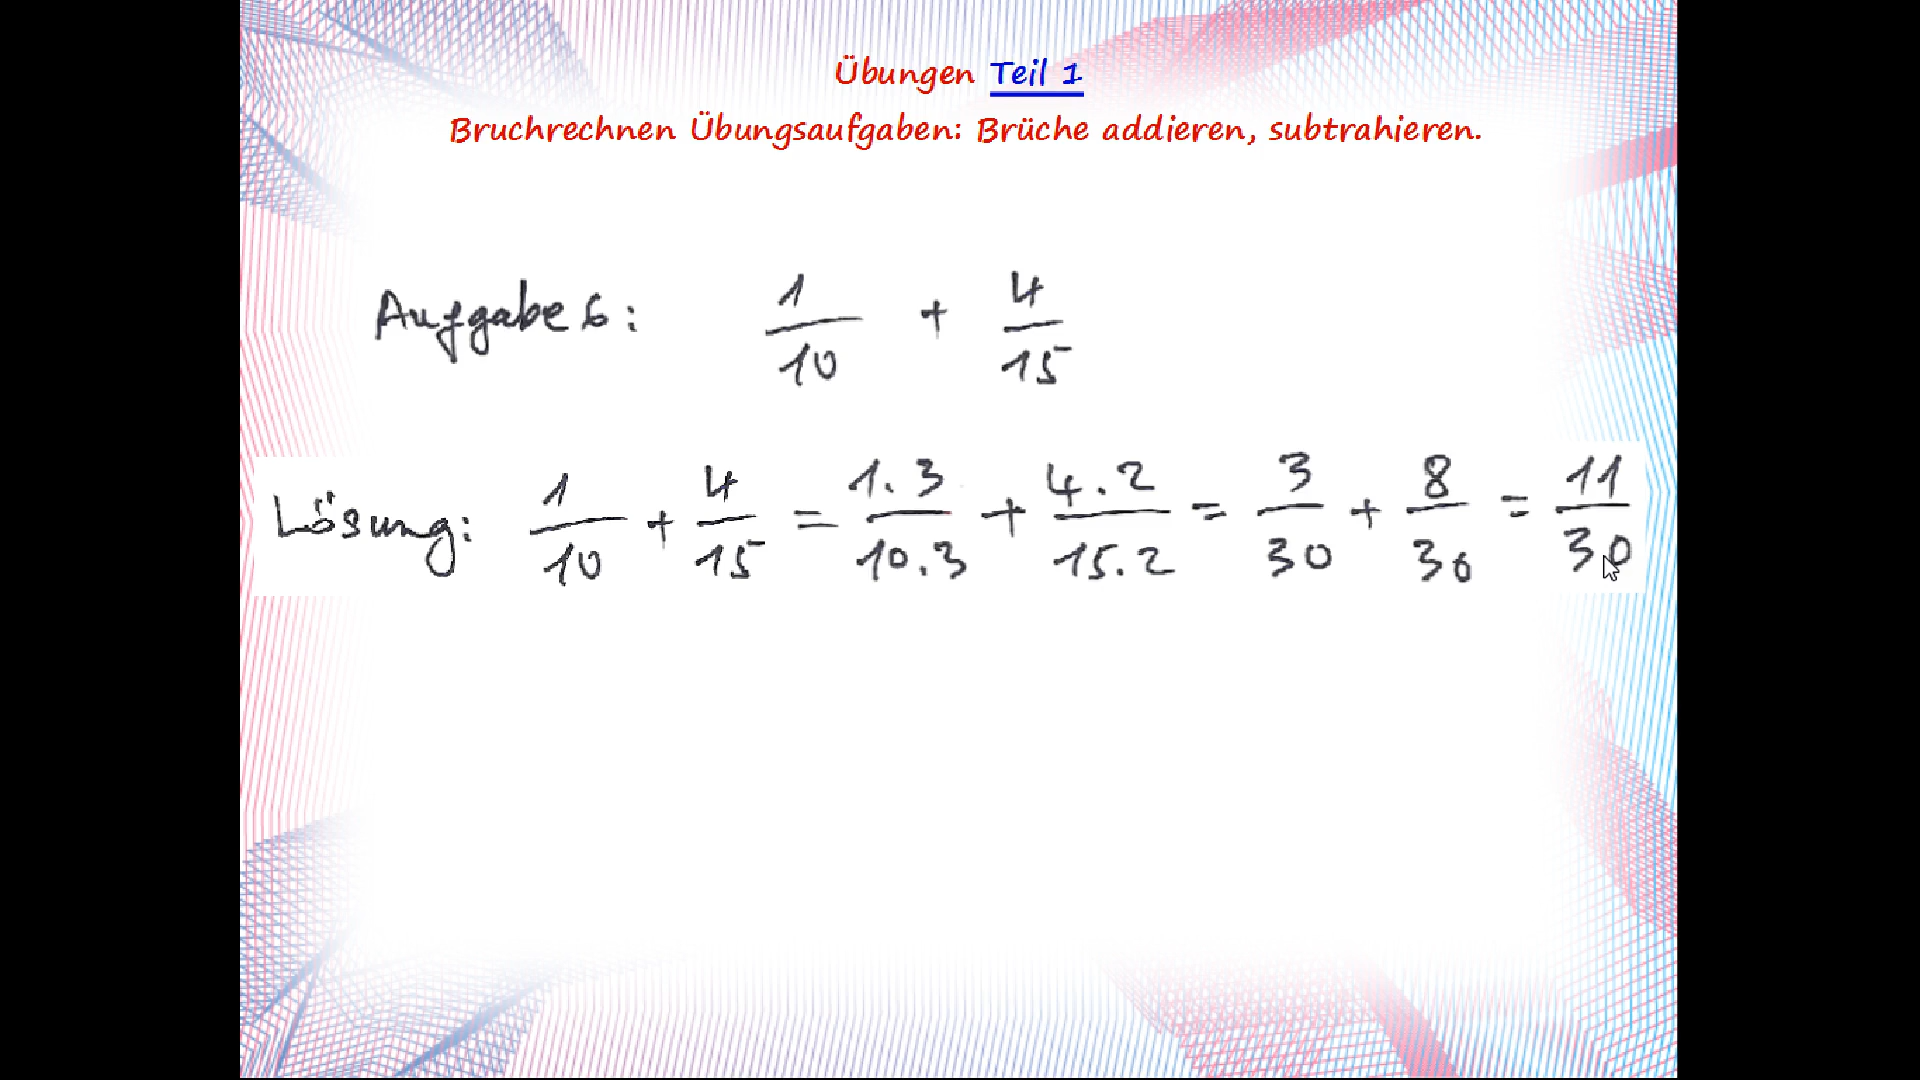 Übungen Teil 1
Bruchrechnen Übungsaufgaben: Brüche addieren, subtrahieren.
Aufgabe 6: 1/10 + 4/15
Lösung: 1/10 + 4/15 = 1.3/10.3 + 4.2/15.2 = 3/30 + 8/30 = 11/30